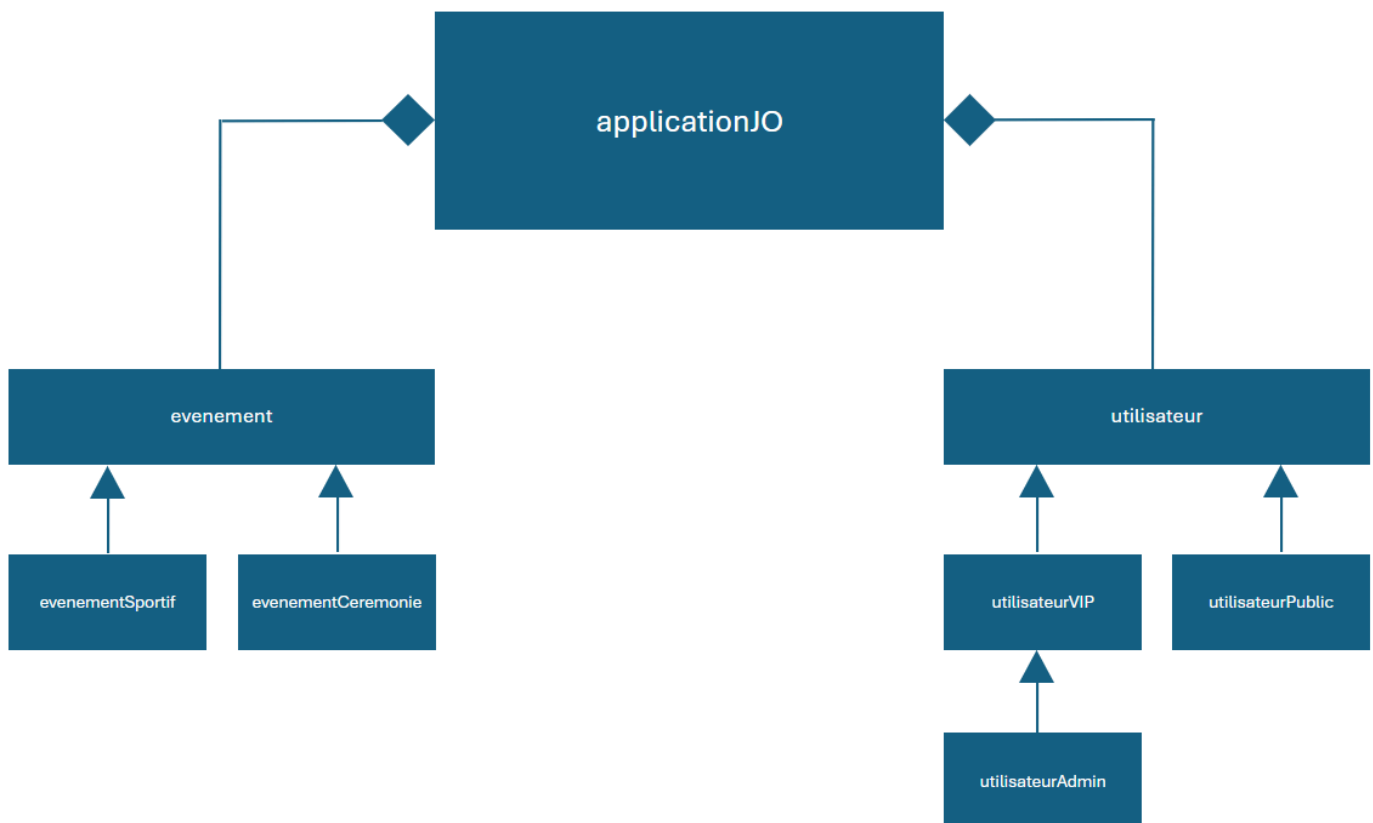 applicationJO
evenement
utilisateur
evenementSportif
evenementCeremonie
utilisateurVIP
utilisateurPublic
utilisateurAdmin